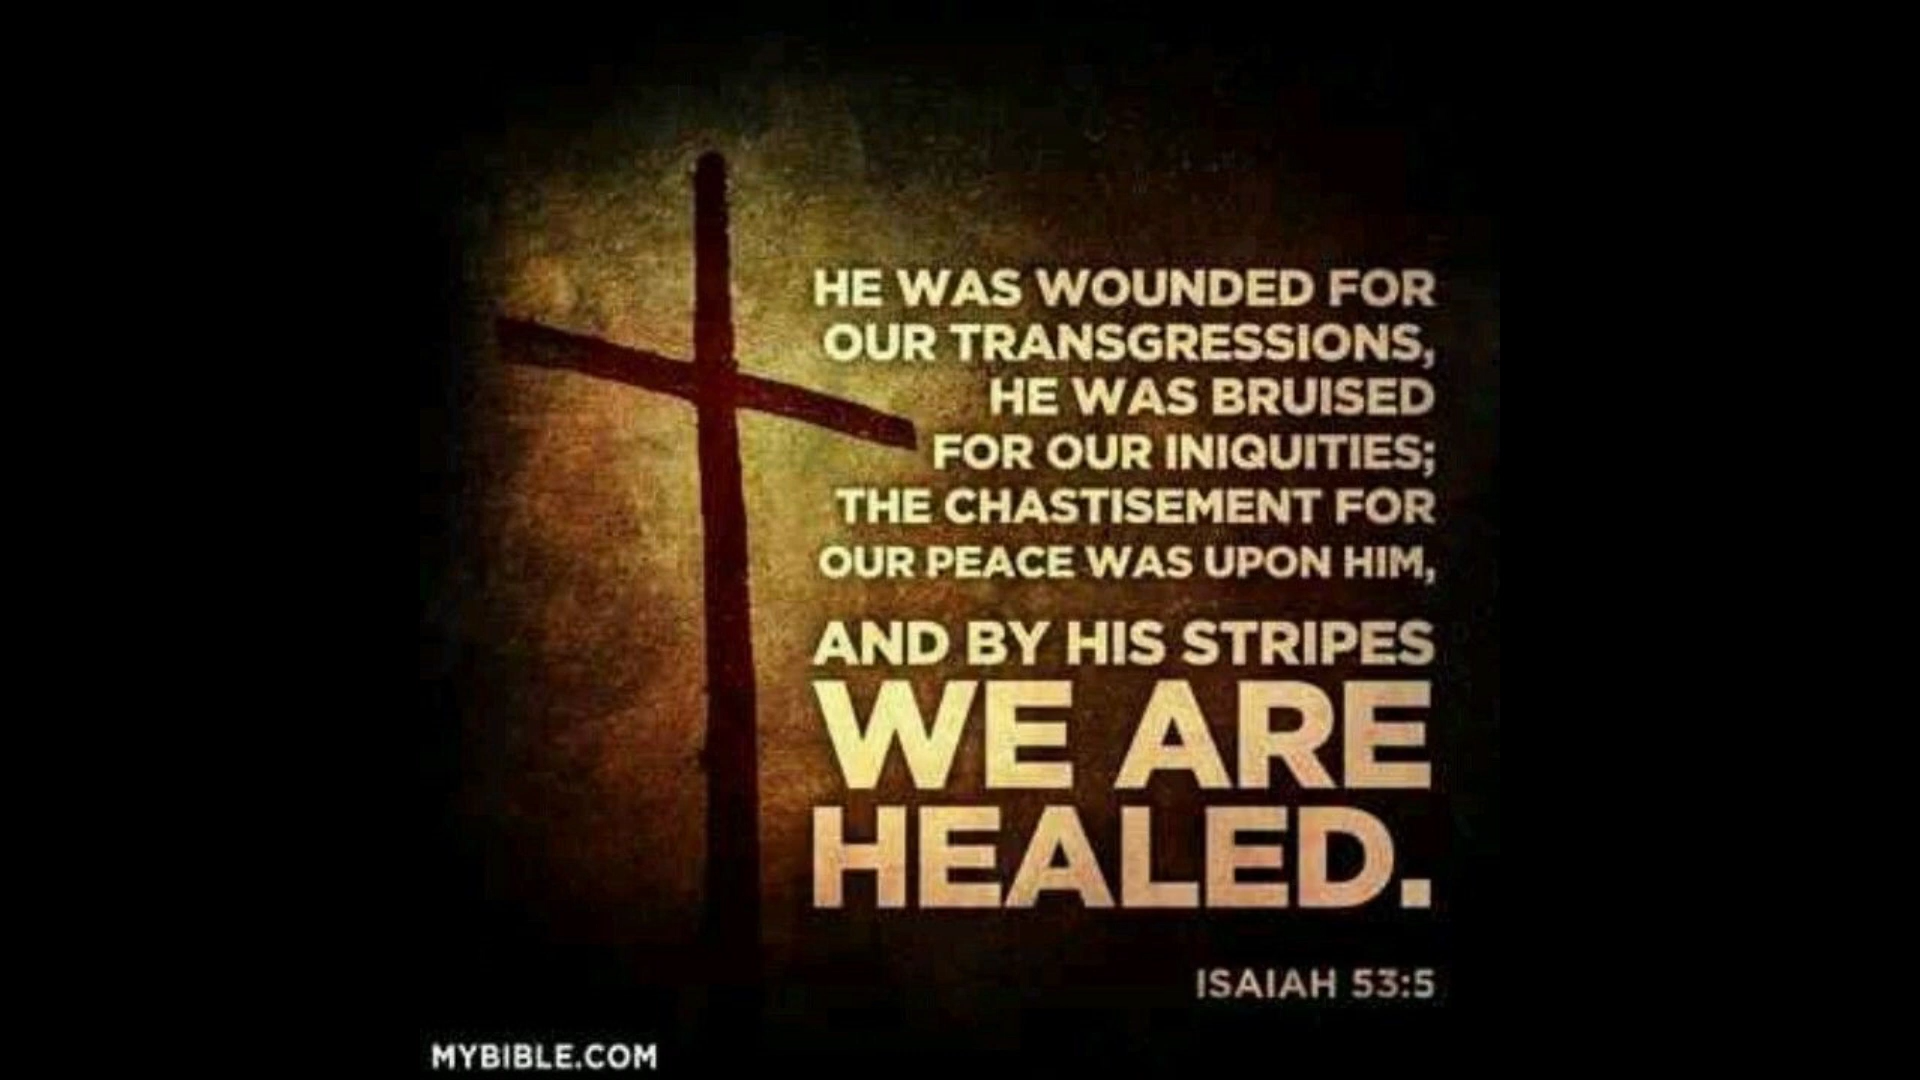 HE WAS WOUNDED FOR
OUR TRANSGRESSIONS,
HE WAS BRUISED
FOR OUR INIQUITIES;
THE CHASTISEMENT FOR
OUR PEACE WAS UPON HIM,
AND BY HIS STRIPES
WE ARE
HEALED.
ISAIAH 53:5
MYBIBLE.COM